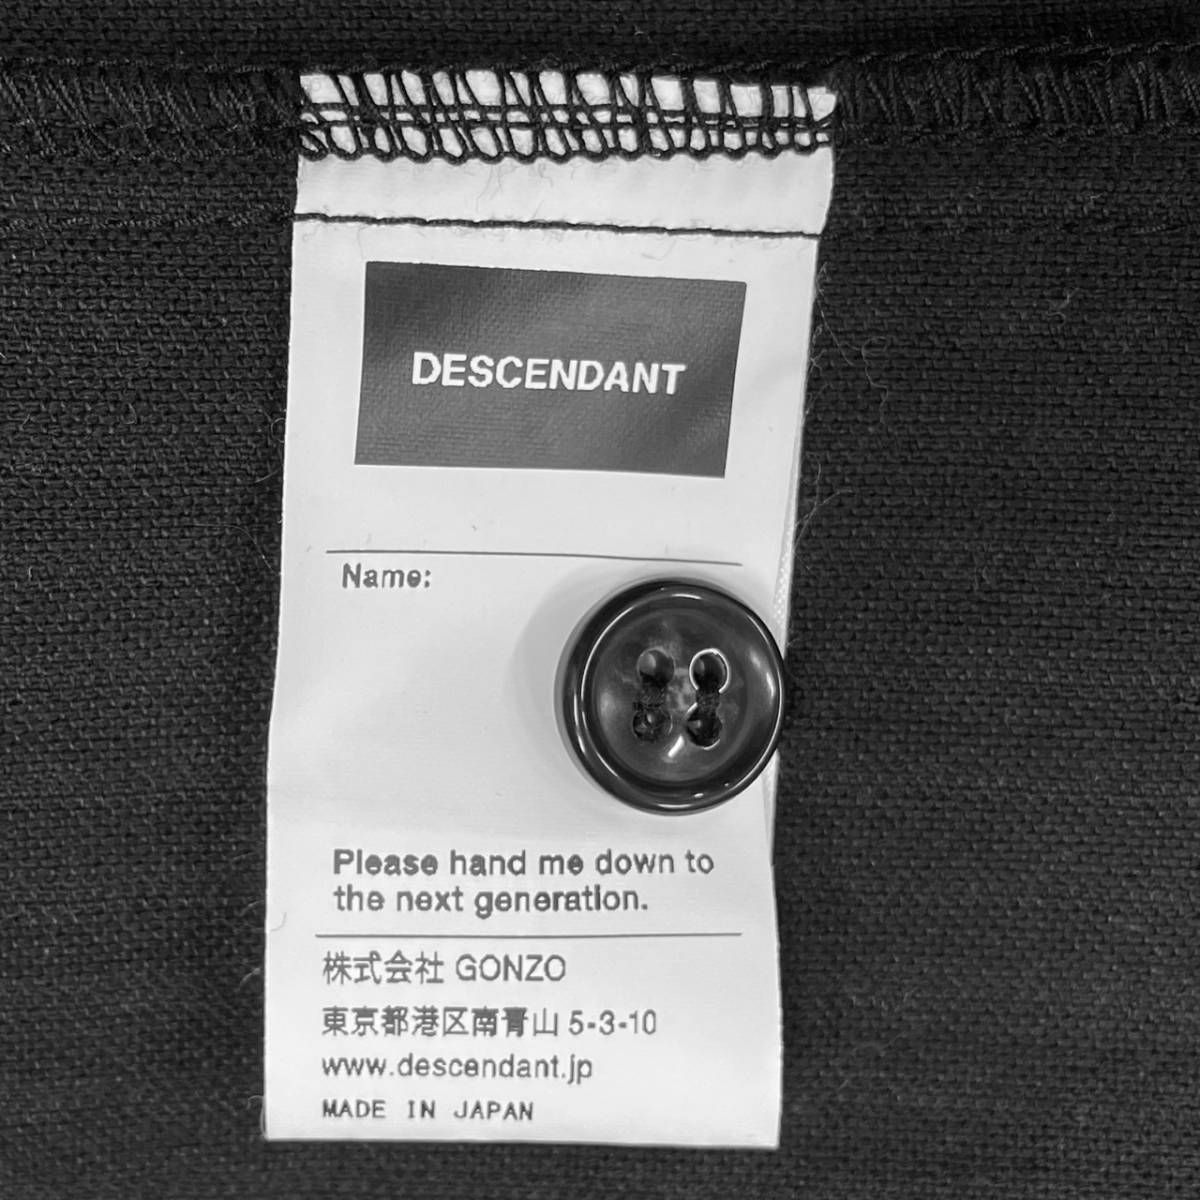 DESCENDANT
Name:
Please hand me down to
the next generation.
株式会社 GONZO
東京都港区南青山 5-3-10
www.descendant.jp
MADE IN JAPAN